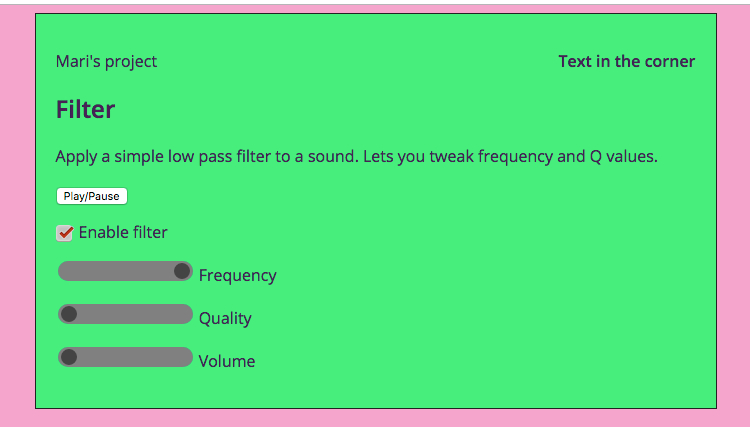 Mari's project
Text in the corner
Filter
Apply a simple low pass filter to a sound. Lets you tweak frequency and Q values.
Play/Pause
Enable filter
Frequency
Quality
Volume